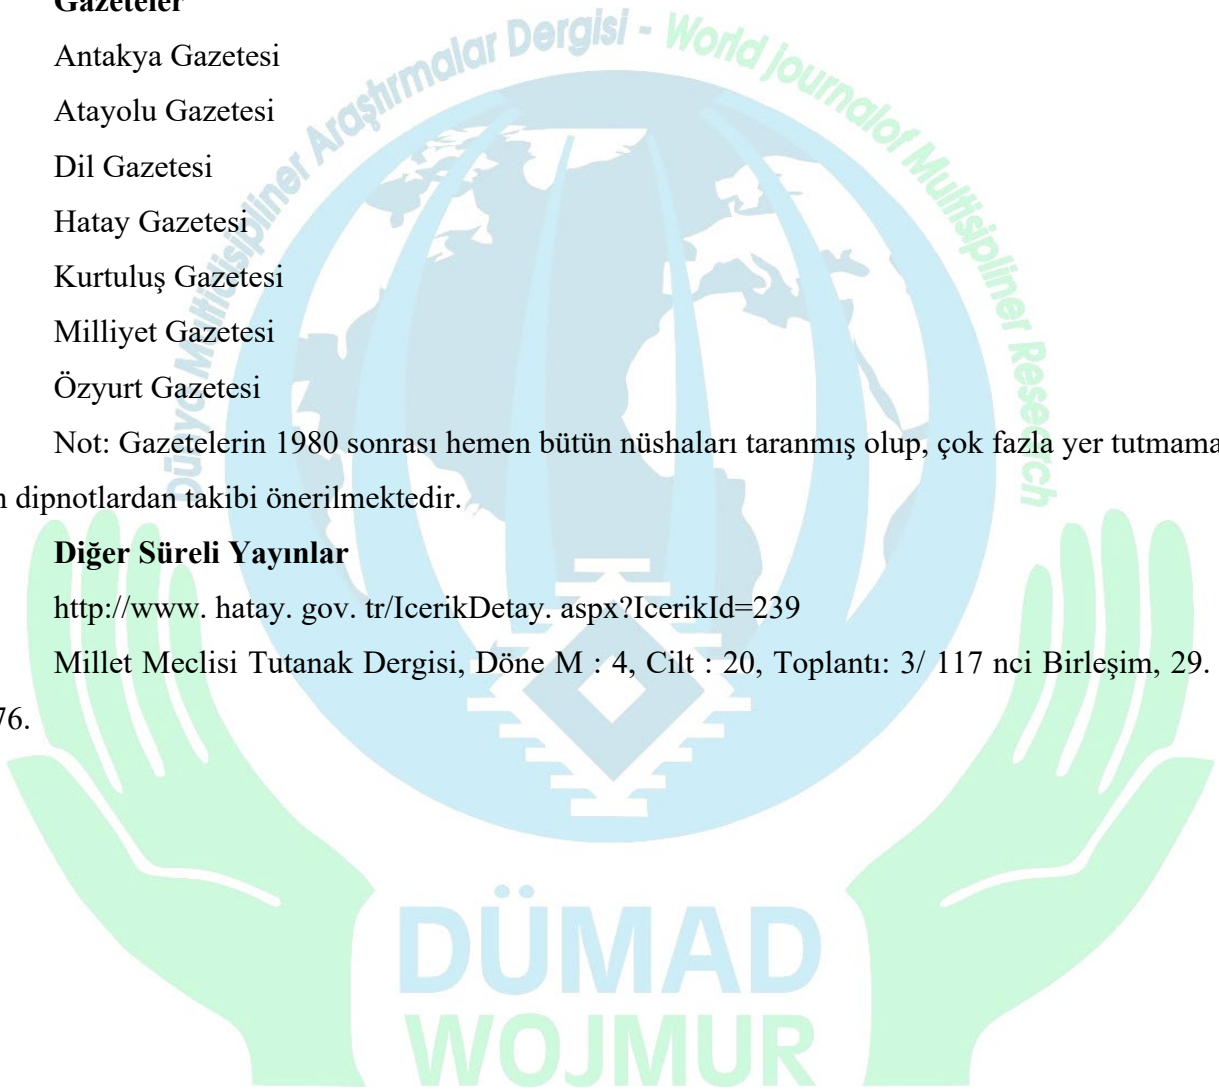 Gazeteler
Antakya Gazetesi
Atayolu Gazetesi
Dil Gazetesi
Hatay Gazetesi
Kurtuluş Gazetesi
Milliyet Gazetesi
Özyurt Gazetesi
Not: Gazetelerin 1980 sonrası hemen bütün nüshaları taranmış olup, çok fazla yer tutmama
n dipnotlardan takibi önerilmektedir.
Diğer Süreli Yayınlar
http://www. hatay. gov. tr/IcerikDetay. aspx?IcerikId=239
Millet Meclisi Tutanak Dergisi, Döne M : 4, Cilt : 20, Toplantı: 3/ 117 nci Birleşim, 29.
76.
Dünya Multidisipliner Araştırmalar Dergisi - World journalof Multisipliner Research
DÜMAD
WOJMUR